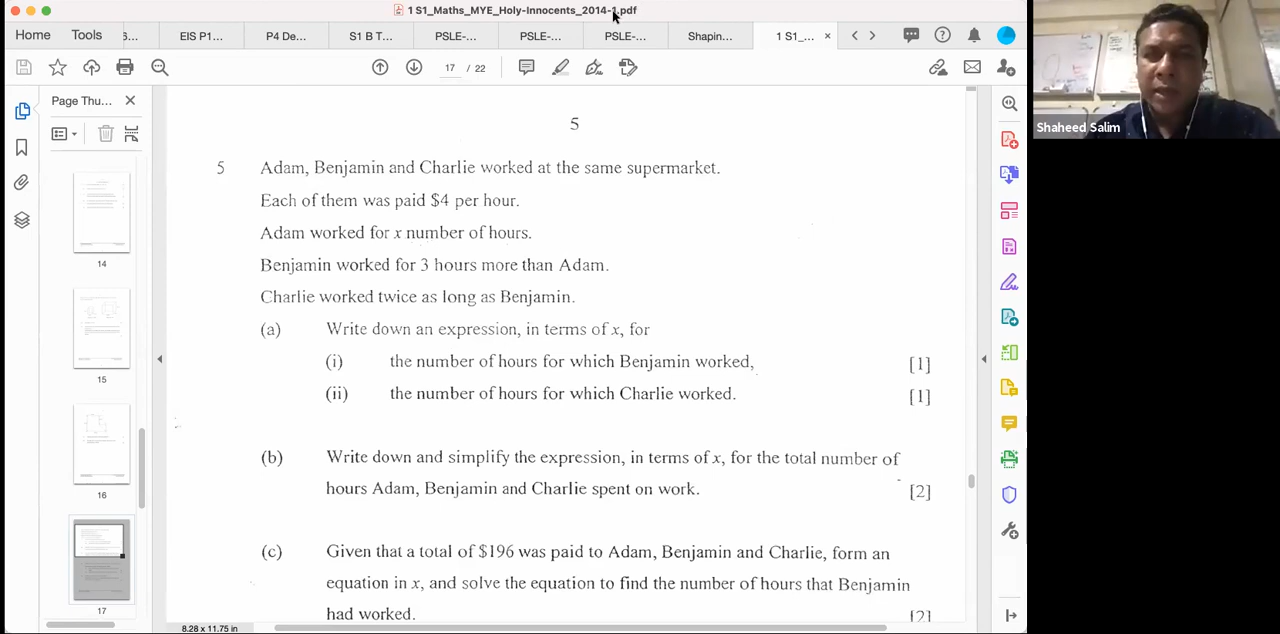 1 S1_Maths_MYE_Holy-Innocents_2014-1.pdf
Home Tools S... EIS P1... P4 De... S1 B T... PSLE-... PSLE-... PSLE-... Shapin... 1 S1_... ×
17 22
Page Thu...
14
15
16
17
5
5 Adam, Benjamin and Charlie worked at the same supermarket.
Each of them was paid $4 per hour.
Adam worked for x number of hours.
Benjamin worked for 3 hours more than Adam.
Charlie worked twice as long as Benjamin.
(a) Write down an expression, in terms of x, for
(i) the number of hours for which Benjamin worked, [1]
(ii) the number of hours for which Charlie worked. [1]
(b) Write down and simplify the expression, in terms of x, for the total number of
hours Adam, Benjamin and Charlie spent on work. [2]
(c) Given that a total of $196 was paid to Adam, Benjamin and Charlie, form an
equation in x, and solve the equation to find the number of hours that Benjamin
had worked. [2]
8.28 x 11.75 in
Shaheed Salim